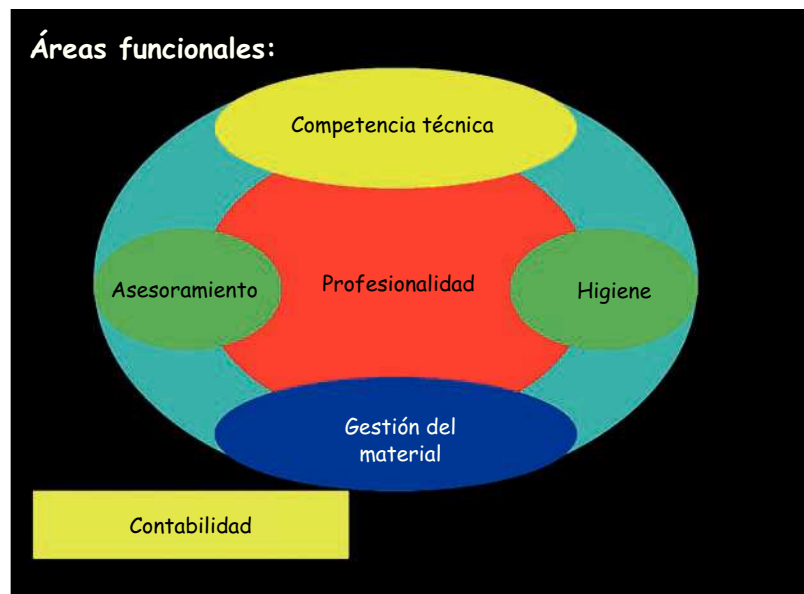 Áreas funcionales:
Competencia técnica
Asesoramiento
Profesionalidad
Higiene
Gestión del
material
Contabilidad